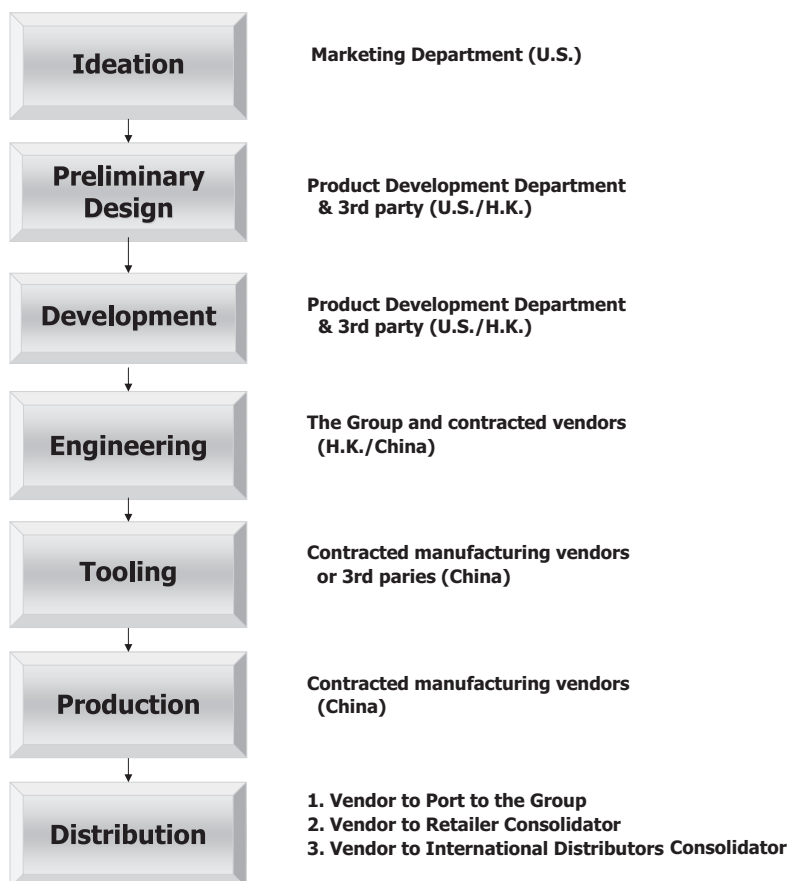 Ideation
Marketing Department (U.S.)
Preliminary
Design
Product Development Department
& 3rd party (U.S./H.K.)
Development
Product Development Department
& 3rd party (U.S./H.K.)
Engineering
The Group and contracted vendors
(H.K./China)
Tooling
Contracted manufacturing vendors
or 3rd paries (China)
Production
Contracted manufacturing vendors
(China)
Distribution
1. Vendor to Port to the Group
2. Vendor to Retailer Consolidator
3. Vendor to International Distributors Consolidator